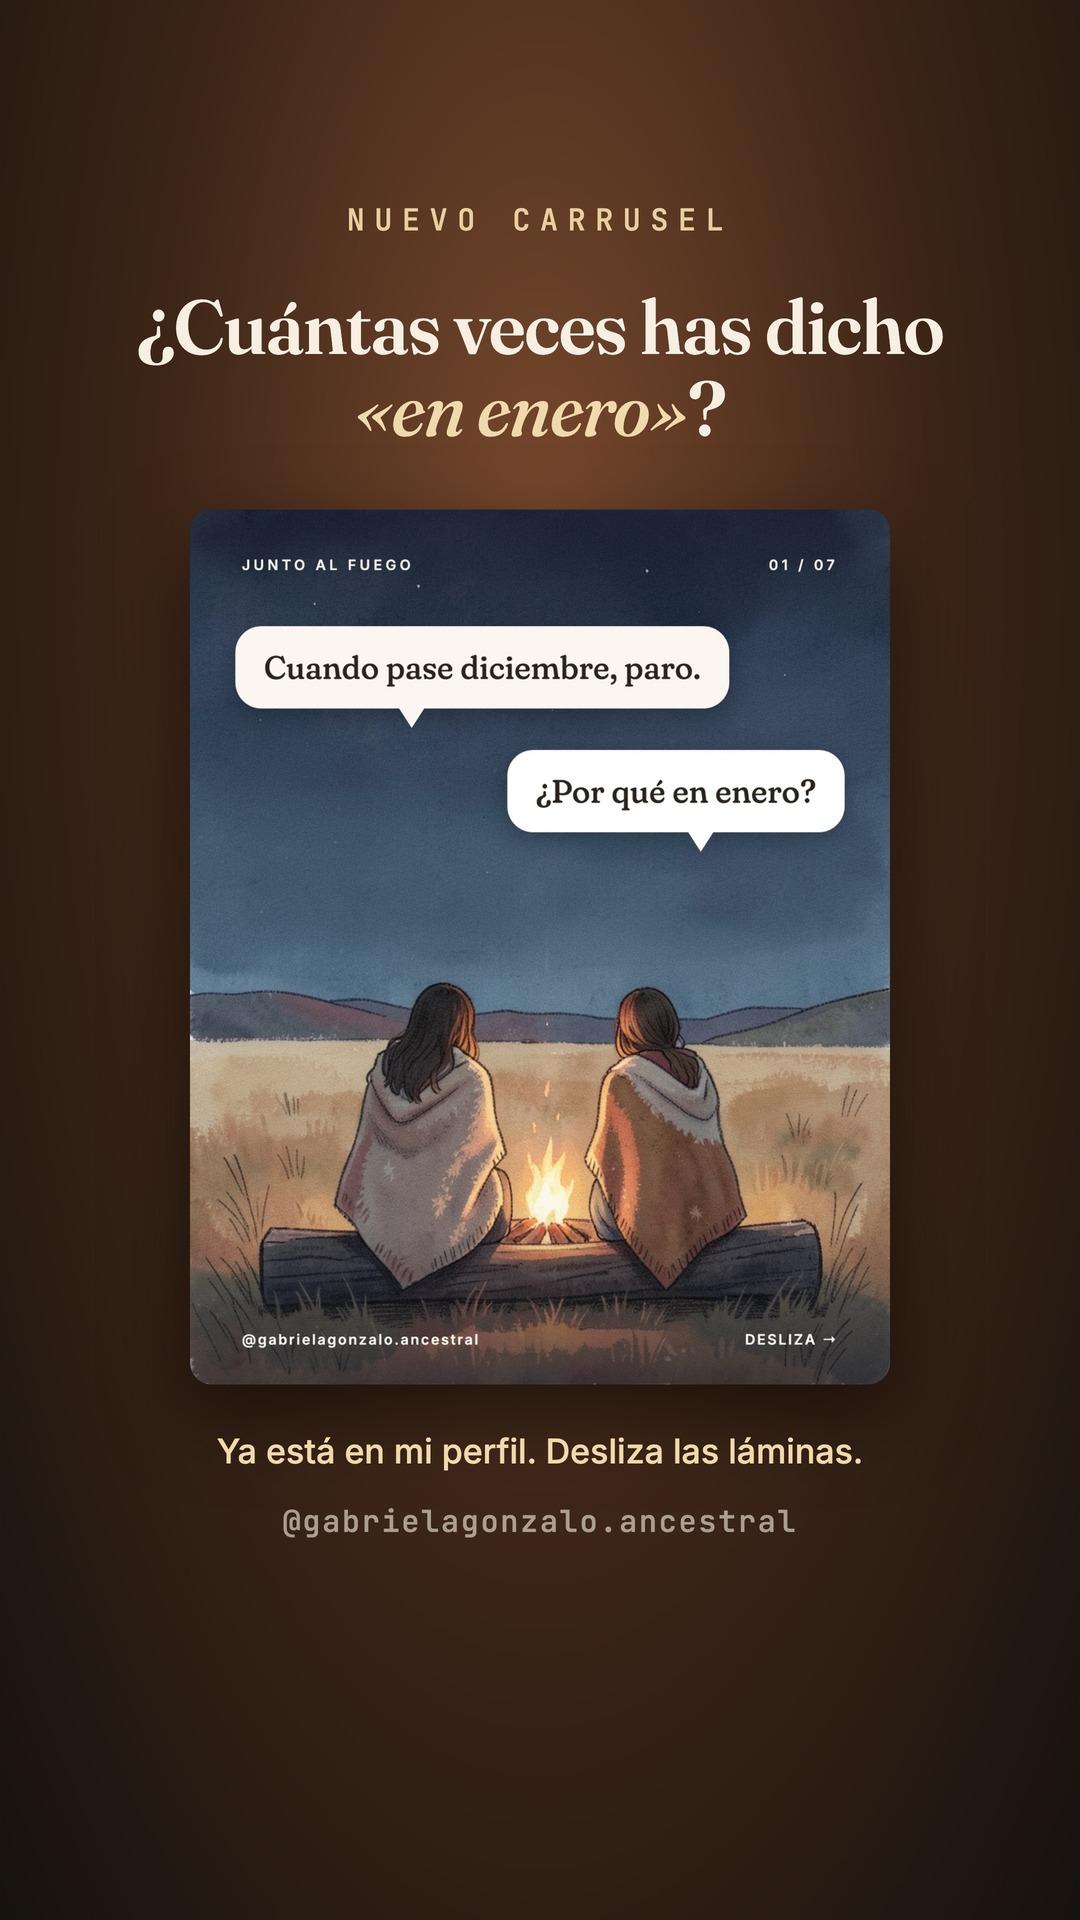 NUEVO CARRUSEL
¿Cuántas veces has dicho
«en enero»?
JUNTO AL FUEGO
01 / 07
Cuando pase diciembre, paro.
¿Por qué en enero?
@gabrielagonzalo.ancestral
DESLIZA →
Ya está en mi perfil. Desliza las láminas.
@gabrielagonzalo.ancestral